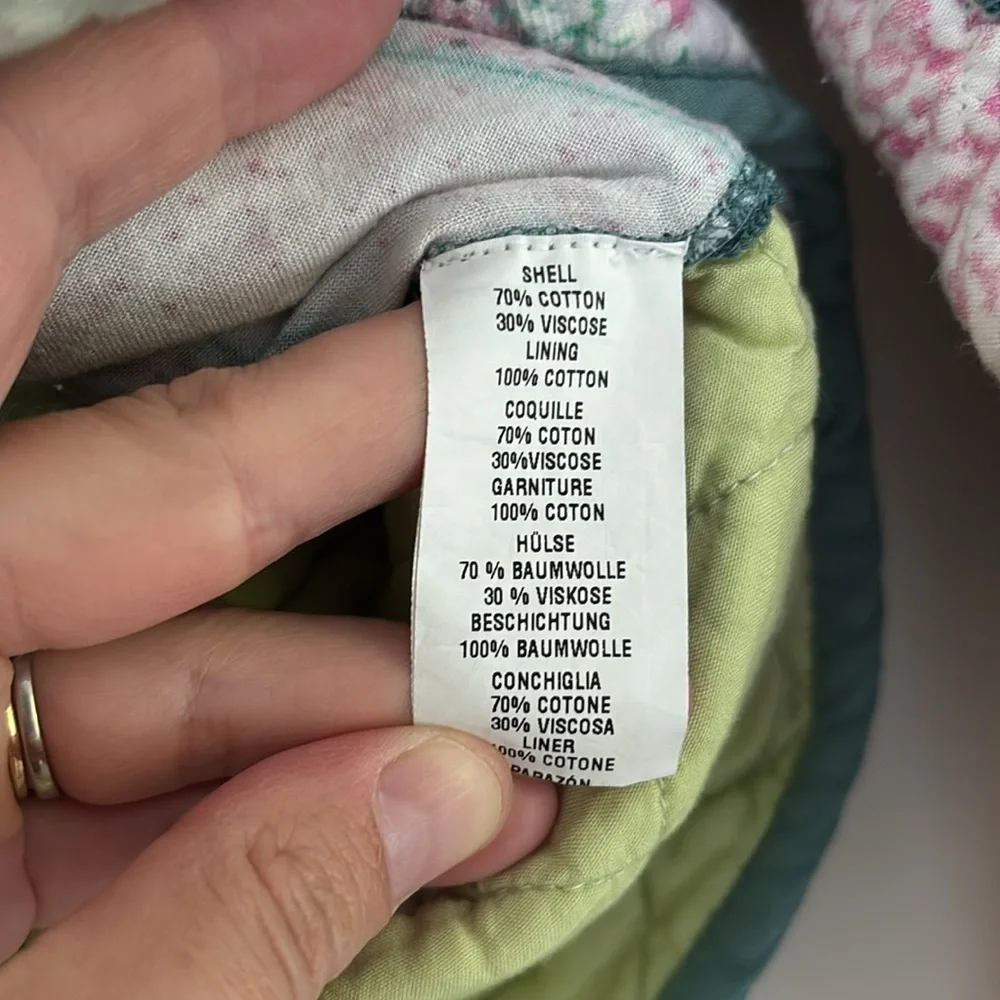 SHELL
70% COTTON
30% VISCOSE
LINING
100% COTTON
COQUILLE
70% COTON
30%VISCOSE
GARNITURE
100% COTON
HÜLSE
70 % BAUMWOLLE
30 % VISKOSE
BESCHICHTUNG
100% BAUMWOLLE
CONCHIGLIA
70% COTONE
30% VISCOSA
LINER
100% COTONE